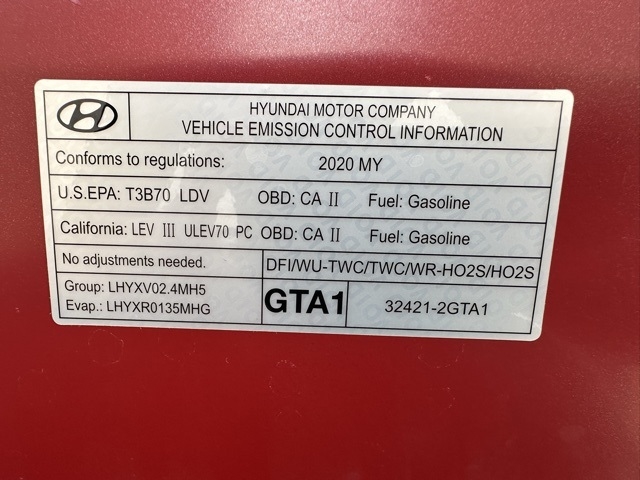 HYUNDAI MOTOR COMPANY
VEHICLE EMISSION CONTROL INFORMATION
Conforms to regulations: 2020 MY
U.S.EPA: T3B70 LDV OBD: CA II Fuel: Gasoline
California: LEV III ULEV70 PC OBD: CA II Fuel: Gasoline
No adjustments needed. DFI/WU-TWC/TWC/WR-HO2S/HO2S
Group: LHYXV02.4MH5
Evap.: LHYXR0135MHG
GTA1 32421-2GTA1